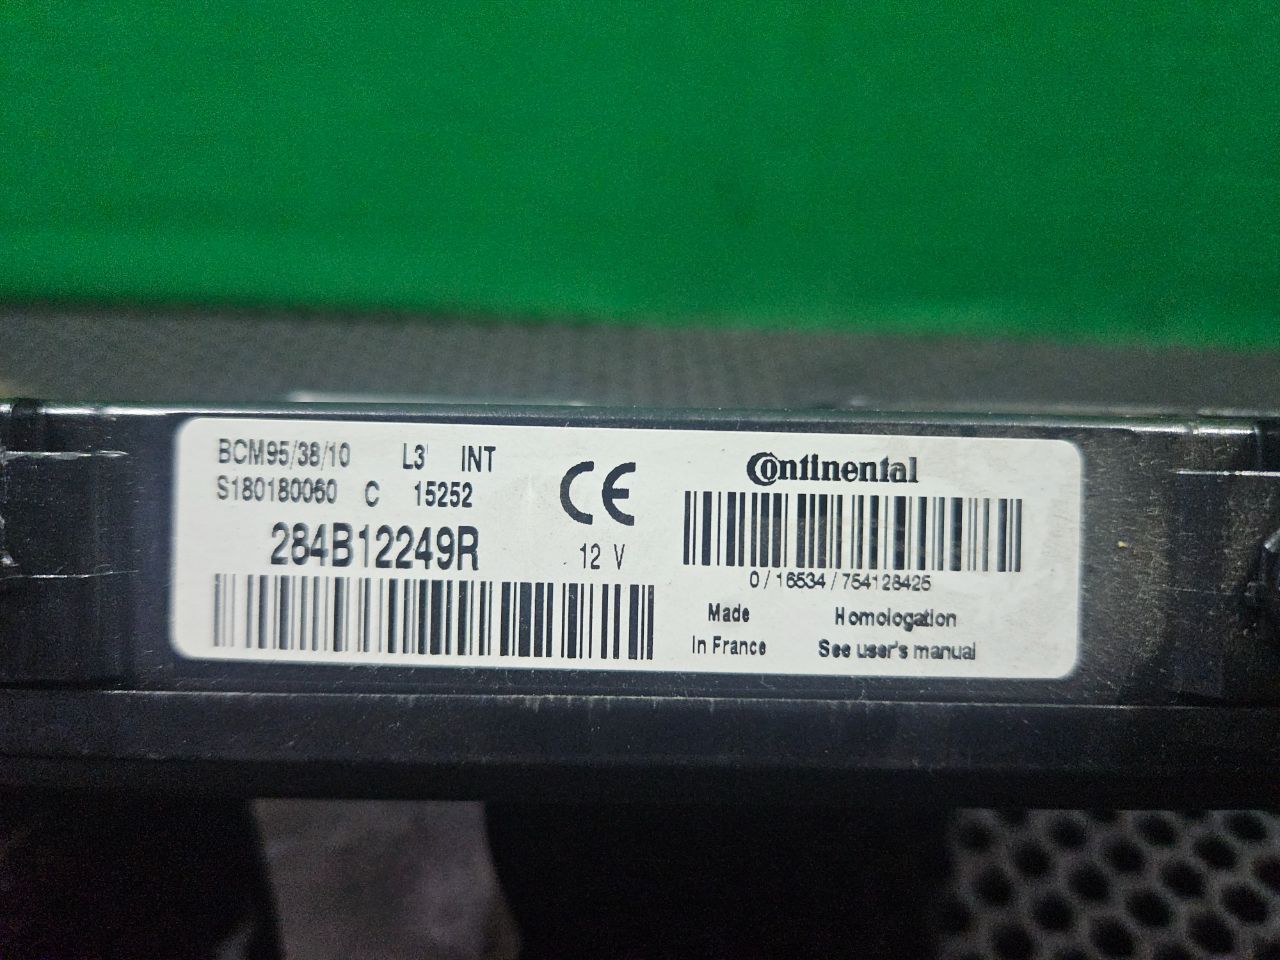 BCM95/38/10 L3 INT
S180180060 C 15252
284B12249R
CE
12 V
Continental
0 / 16534 / 754128425
Made
In France
Homologation
See user's manual